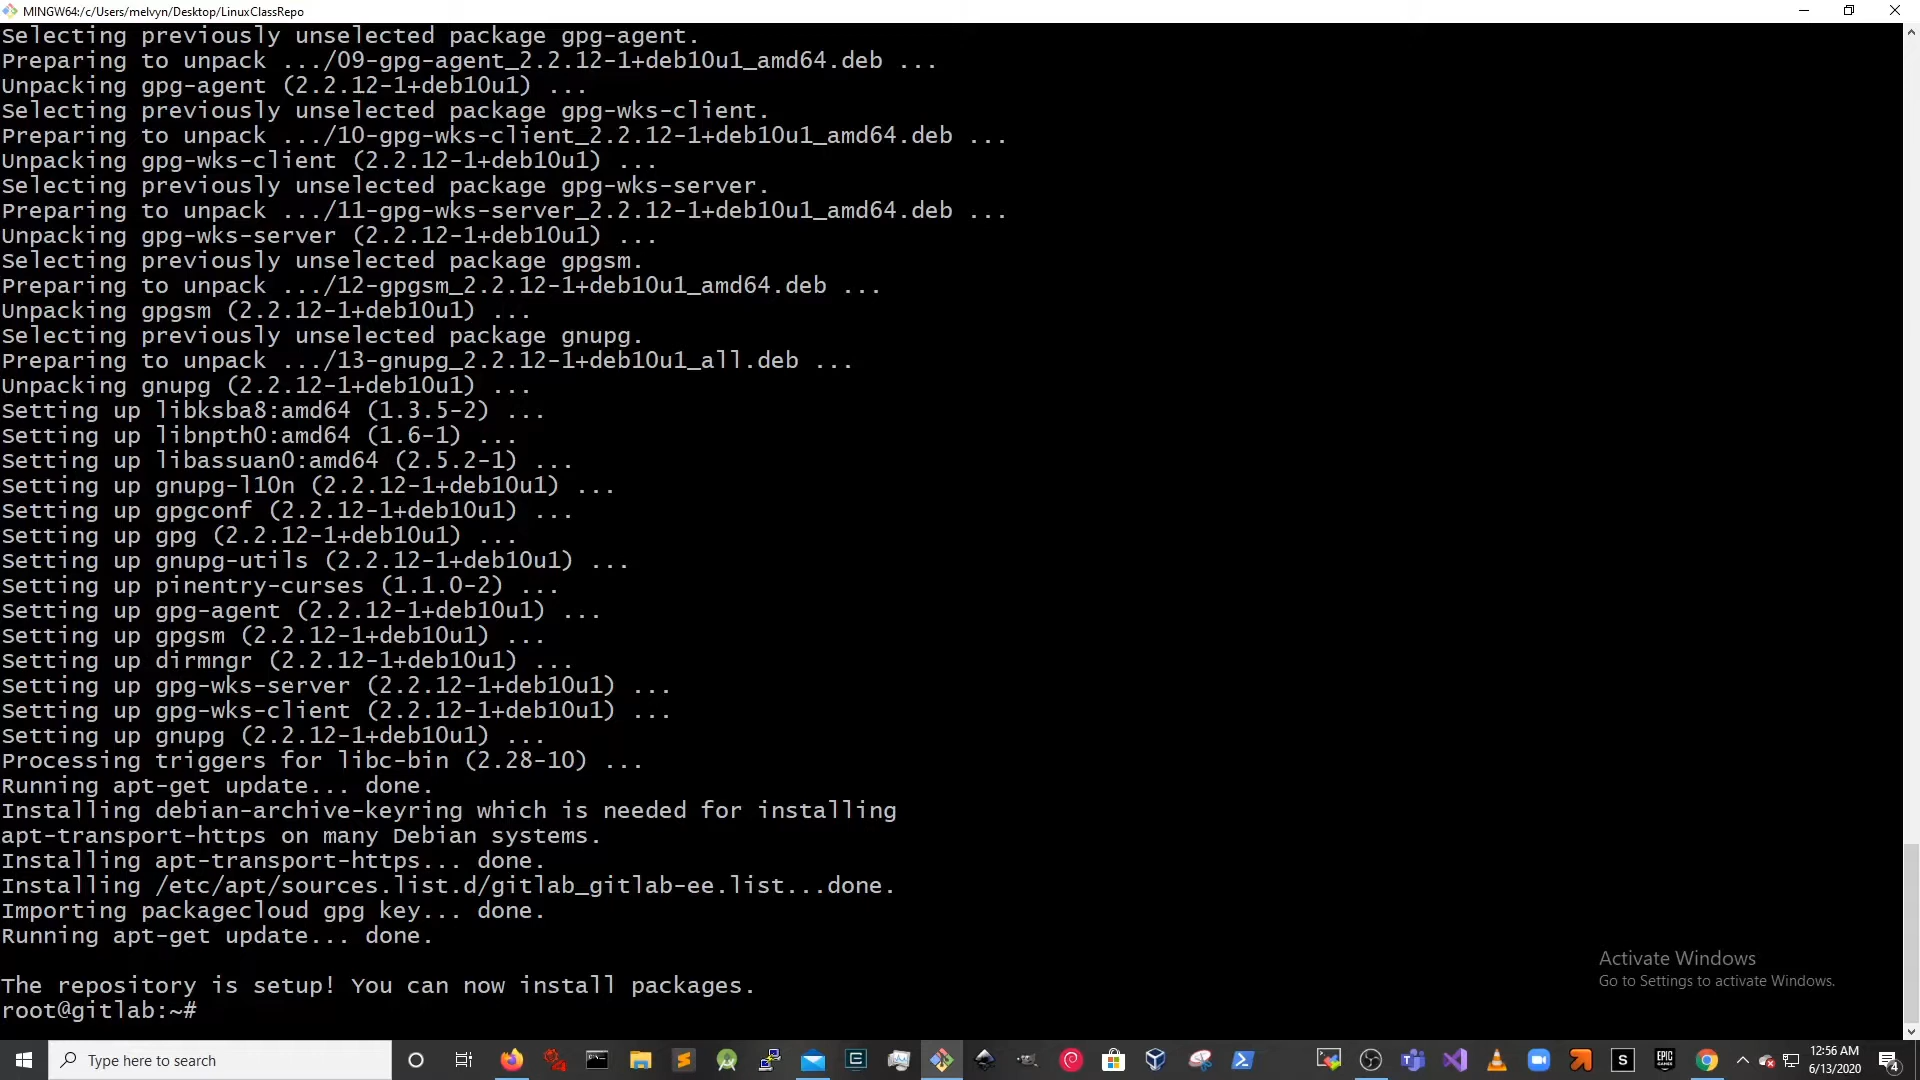 MINGW64:/c/Users/melvyn/Desktop/LinuxClassRepo
Selecting previously unselected package gpg-agent.
Preparing to unpack .../09-gpg-agent_2.2.12-1+deb10u1_amd64.deb ...
Unpacking gpg-agent (2.2.12-1+deb10u1) ...
Selecting previously unselected package gpg-wks-client.
Preparing to unpack .../10-gpg-wks-client_2.2.12-1+deb10u1_amd64.deb ...
Unpacking gpg-wks-client (2.2.12-1+deb10u1) ...
Selecting previously unselected package gpg-wks-server.
Preparing to unpack .../11-gpg-wks-server_2.2.12-1+deb10u1_amd64.deb ...
Unpacking gpg-wks-server (2.2.12-1+deb10u1) ...
Selecting previously unselected package gpgsm.
Preparing to unpack .../12-gpgsm_2.2.12-1+deb10u1_amd64.deb ...
Unpacking gpgsm (2.2.12-1+deb10u1) ...
Selecting previously unselected package gnupg.
Preparing to unpack .../13-gnupg_2.2.12-1+deb10u1_all.deb ...
Unpacking gnupg (2.2.12-1+deb10u1) ...
Setting up libksba8:amd64 (1.3.5-2) ...
Setting up libnpth0:amd64 (1.6-1) ...
Setting up libassuan0:amd64 (2.5.2-1) ...
Setting up gnupg-l10n (2.2.12-1+deb10u1) ...
Setting up gpgconf (2.2.12-1+deb10u1) ...
Setting up gpg (2.2.12-1+deb10u1) ...
Setting up gnupg-utils (2.2.12-1+deb10u1) ...
Setting up pinentry-curses (1.1.0-2) ...
Setting up gpg-agent (2.2.12-1+deb10u1) ...
Setting up gpgsm (2.2.12-1+deb10u1) ...
Setting up dirmngr (2.2.12-1+deb10u1) ...
Setting up gpg-wks-server (2.2.12-1+deb10u1) ...
Setting up gpg-wks-client (2.2.12-1+deb10u1) ...
Setting up gnupg (2.2.12-1+deb10u1) ...
Processing triggers for libc-bin (2.28-10) ...
Running apt-get update... done.
Installing debian-archive-keyring which is needed for installing
apt-transport-https on many Debian systems.
Installing apt-transport-https... done.
Installing /etc/apt/sources.list.d/gitlab_gitlab-ee.list...done.
Importing packagecloud gpg key... done.
Running apt-get update... done.
The repository is setup! You can now install packages.
root@gitlab:~#
Activate Windows
Go to Settings to activate Windows.
Type here to search
S
EPIC
GAMES
12:56 AM
6/13/2020
4